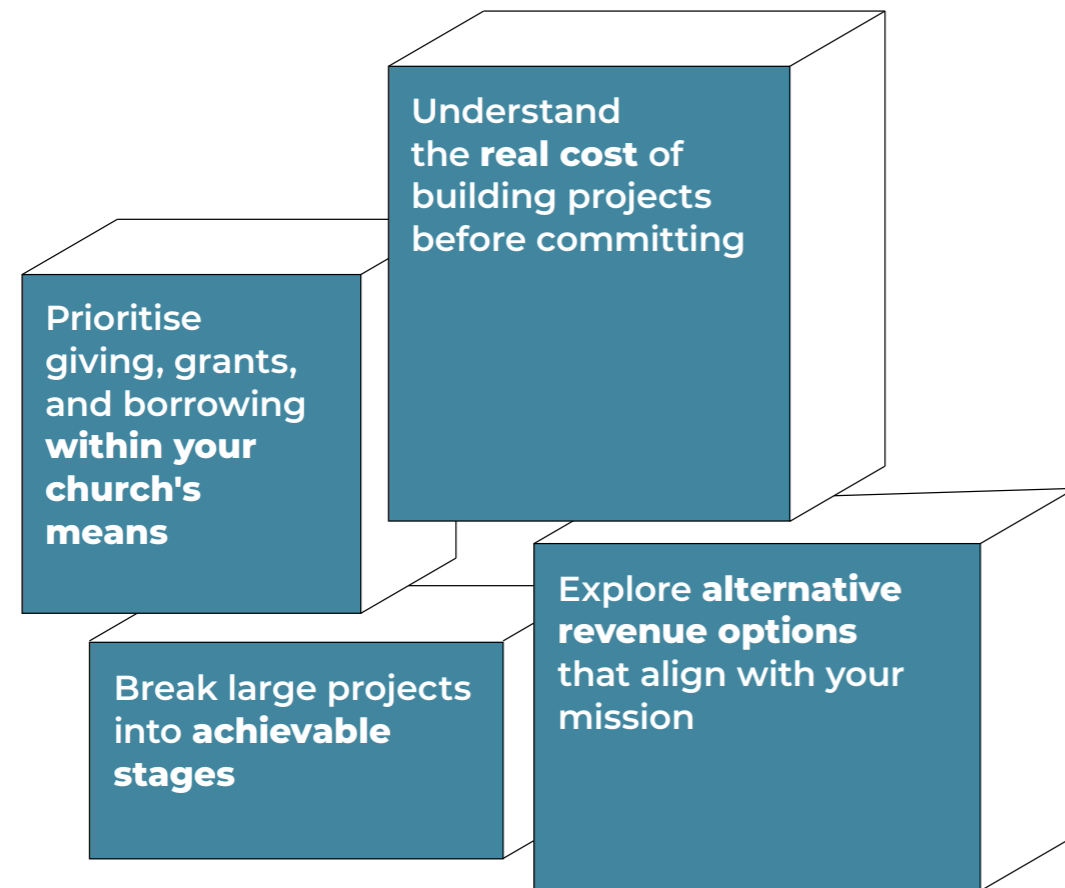 Understand
the real cost of
building projects
before committing
Prioritise
giving, grants,
and borrowing
within your
church's
means
Explore alternative
revenue options
that align with your
mission
Break large projects
into achievable
stages